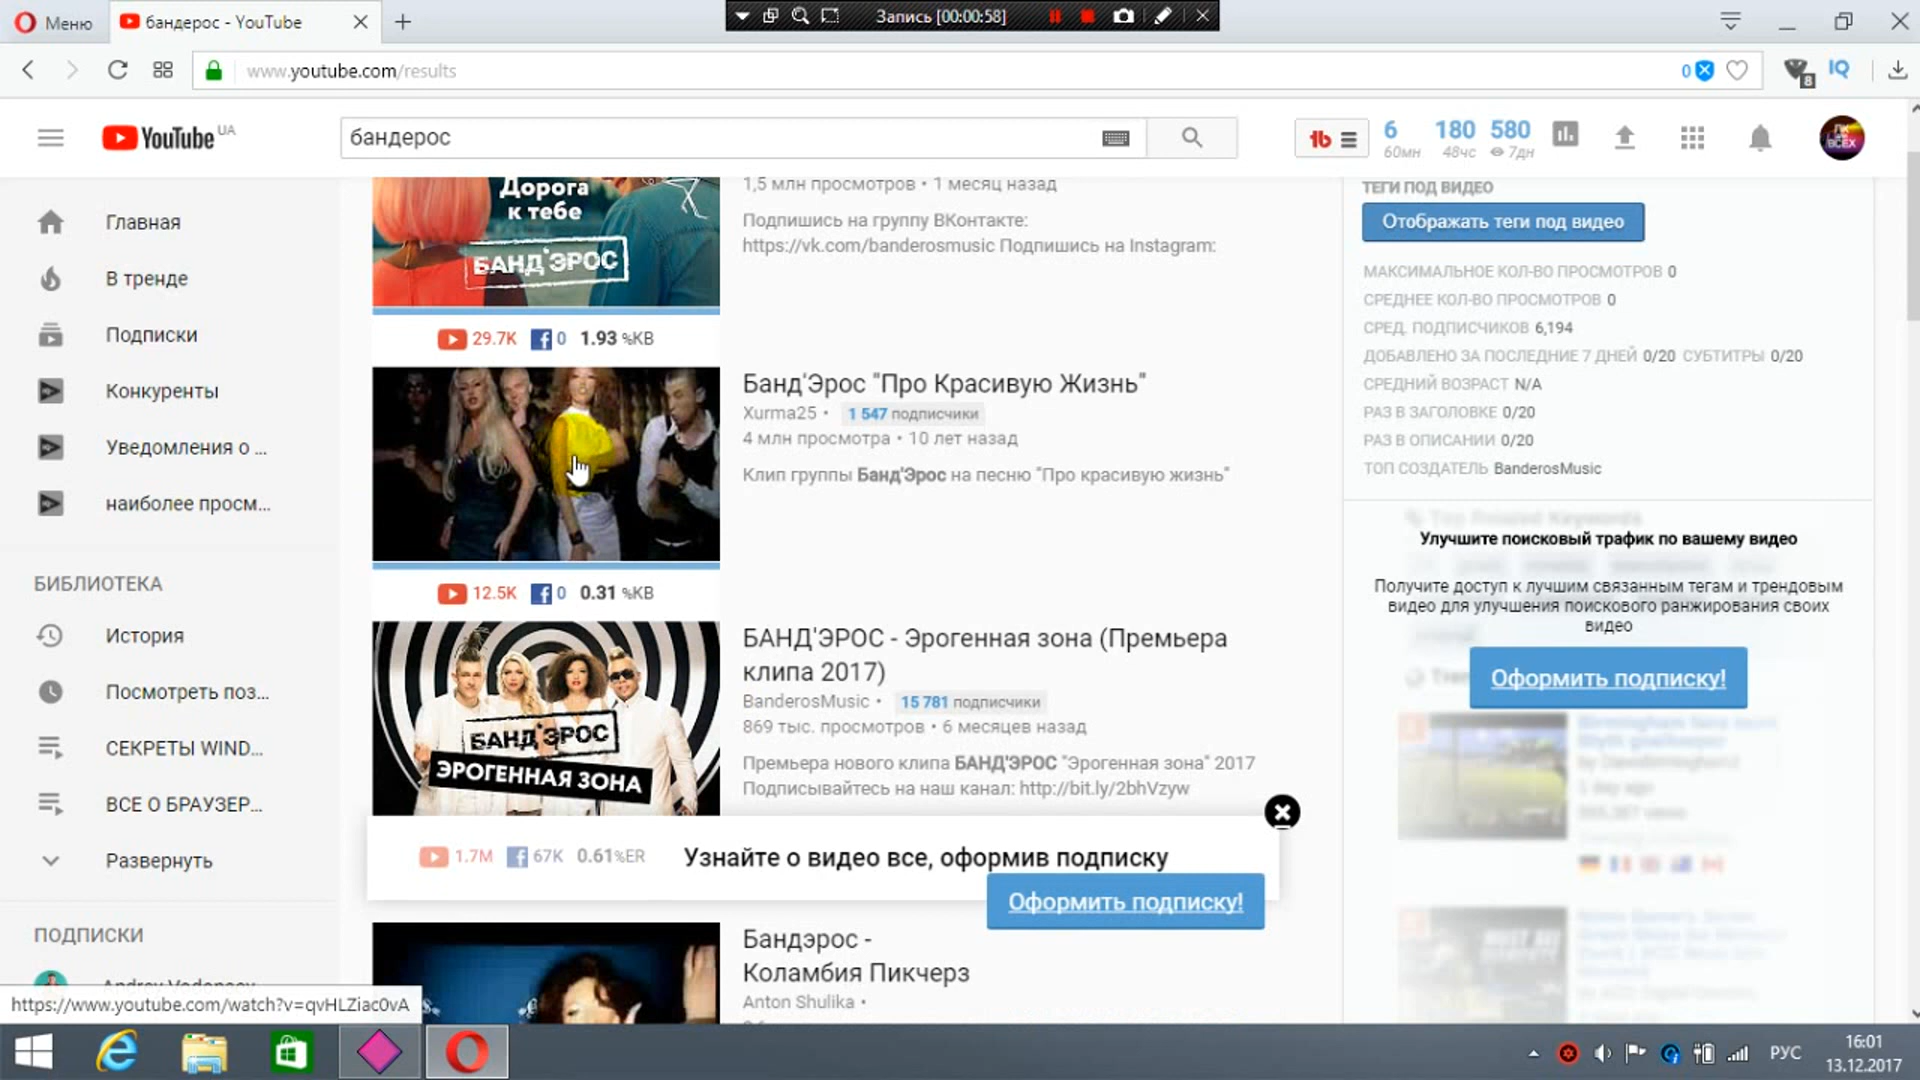 Меню
бандерос - YouTube
Запись [00:00:58]
www.youtube.com/results
0
8
IQ
YouTube UA
бандерос
6
60мн
180
48чс
580
7дн
ПК ДЛЯ ВСЕХ
Главная
В тренде
Подписки
Конкуренты
Уведомления о ...
наиболее просм...
БИБЛИОТЕКА
История
Посмотреть поз...
СЕКРЕТЫ WIND...
ВСЕ О БРАУЗЕР...
Развернуть
ПОДПИСКИ
https://www.youtube.com/watch?v=qvHLZiac0vA
Дорога
к тебе
БАНД'ЭРОС
1,5 млн просмотров • 1 месяц назад
Подпишись на группу ВКонтакте:
https://vk.com/banderosmusic Подпишись на Instagram:
29.7K 0 1.93 %KB
Банд'Эрос "Про Красивую Жизнь"
Xurma25 • 1 547 подписчики
4 млн просмотра • 10 лет назад
Клип группы Банд'Эрос на песню "Про красивую жизнь"
12.5K 0 0.31 %KB
БАНД'ЭРОС
ЭРОГЕННАЯ ЗОНА
БАНД'ЭРОС - Эрогенная зона (Премьера
клипа 2017)
BanderosMusic • 15 781 подписчики
869 тыс. просмотров • 6 месяцев назад
Премьера нового клипа БАНД'ЭРОС "Эрогенная зона" 2017
Подписывайтесь на наш канал: http://bit.ly/2bhVzyw
1.7M 67K 0.61%ER
Узнайте о видео все, оформив подписку
Оформить подписку!
Бандэрос -
Коламбия Пикчерз
Anton Shulika •
ТЕГИ ПОД ВИДЕО
Отображать теги под видео
МАКСИМАЛЬНОЕ КОЛ-ВО ПРОСМОТРОВ 0
СРЕДНЕЕ КОЛ-ВО ПРОСМОТРОВ 0
СРЕД. ПОДПИСЧИКОВ 6,194
ДОБАВЛЕНО ЗА ПОСЛЕДНИЕ 7 ДНЕЙ 0/20 СУБТИТРЫ 0/20
СРЕДНИЙ ВОЗРАСТ N/A
РАЗ В ЗАГОЛОВКЕ 0/20
РАЗ В ОПИСАНИИ 0/20
ТОП СОЗДАТЕЛЬ BanderosMusic
Улучшите поисковый трафик по вашему видео
Получите доступ к лучшим связанным тегам и трендовым
видео для улучшения поискового ранжирования своих
видео
Оформить подписку!
РУС
16:01
13.12.2017